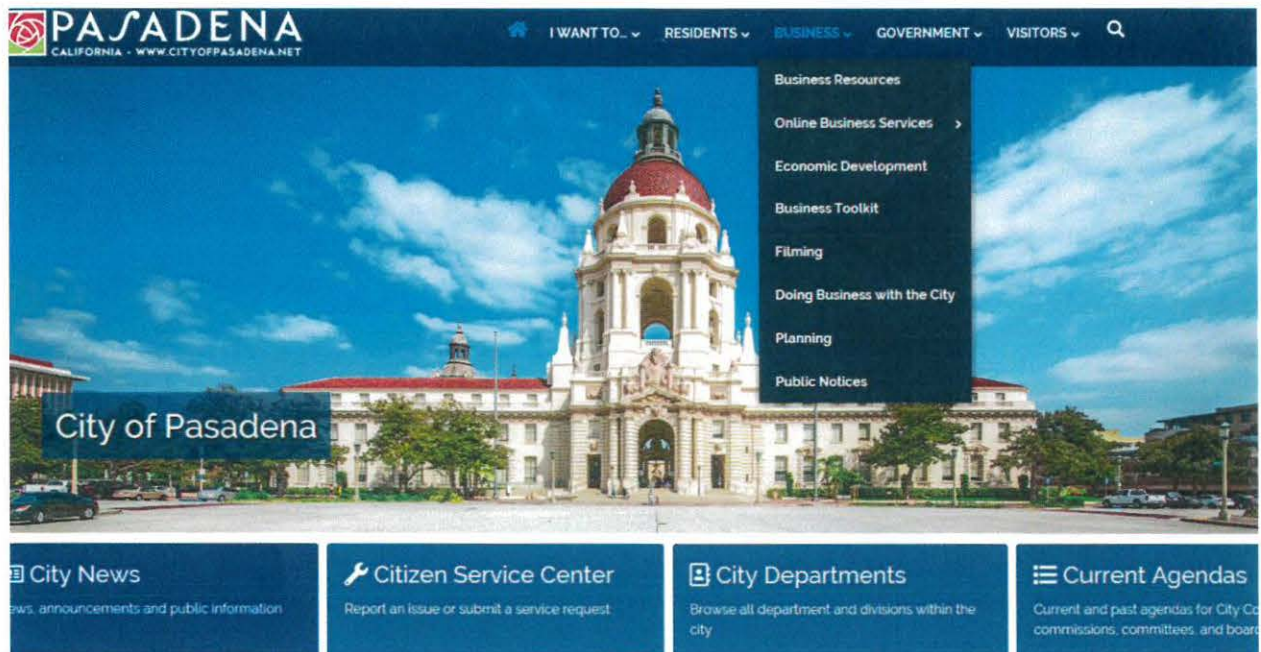 PASADENA
CALIFORNIA - WWW.CITYOFPASADENA.NET
I WANT TO... RESIDENTS BUSINESS GOVERNMENT VISITORS
Business Resources
Online Business Services >
Economic Development
Business Toolkit
Filming
Doing Business with the City
Planning
Public Notices
City of Pasadena
City News
announcements and public information
Citizen Service Center
Report an issue or submit a service request
City Departments
Browse all department and divisions within the
city
Current Agendas
Current and past agendas for City
commissions, committees, and